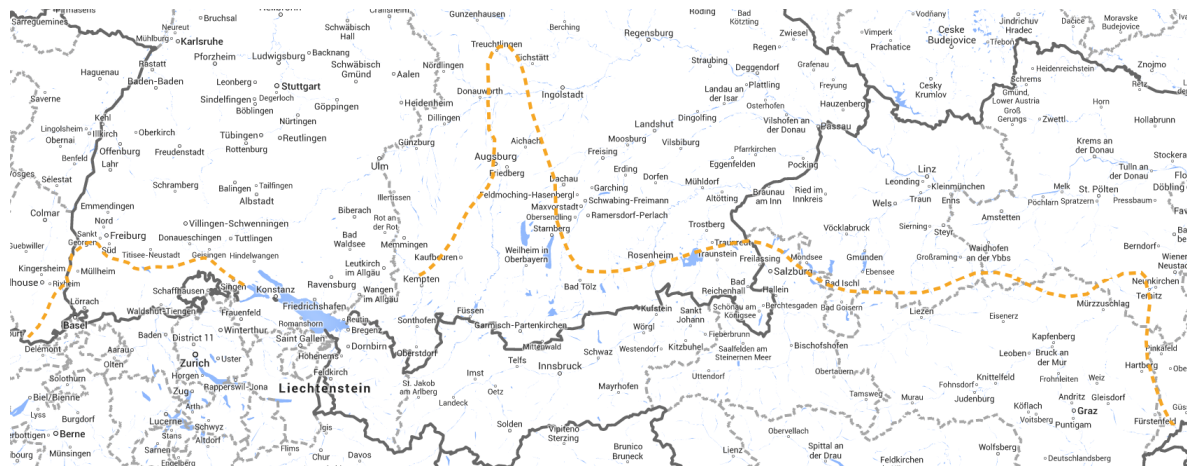 Sarreguemines
Bruchsal
Schwäbisch
Hall
Gunzenhausen
Berching
Roding
Bad
Kötzting
Zwiesel
Vodňany
Jindrichuv
Hradec
Dačice
Moravske
Budejovice
Neureut
Mühlburg
Karlsruhe
Treuchtlingen
Regensburg
Regen
Vimperk
Prachatice
Ceske
Budejovice
Trebon
Rastatt
Pforzheim
Ludwigsburg
Backnang
Schwäbisch
Gmünd
Aalen
Nördlingen
Eichstätt
Straubing
Deggendorf
Grafenau
Heidenreichstein
Znojmo
Haguenau
Baden-Baden
Leonberg
Stuttgart
Plattling
Freyung
Schrems
Retz
Saverne
Sindelfingen
Degerloch
Böblingen
Göppingen
Heidenheim
Donauwörth
Ingolstadt
Landau an
der Isar
Osterhofen
Hauzenberg
Cesky
Krumlov
Gmünd,
Lower Austria
Horn
Kehl
Nürtingen
Dillingen
Landshut
Dingolfing
Vilshofen
an der Donau
Passau
Groß
Gerungs
Zwettl
Hollabrunn
Lingolsheim
Illkirch
Obernai
Oberkirch
Tübingen
Rottenburg
Reutlingen
Günzburg
Aichach
Moosburg
Vilsbiburg
Benfeld
Offenburg
Lahr
Freudenstadt
Ulm
Augsburg
Friedberg
Freising
Pfarrkirchen
Eggenfelden
Pocking
Krems an
der Donau
Stockerau
Sélestat
Schramberg
Balingen
Tailfingen
Albstadt
Illertissen
Dachau
Erding
Dorfen
Mühldorf
Linz
Leonding
Kleinmünchen
Melk
St. Pölten
Tulln an
der Donau
Döbling
Colmar
Emmendingen
Nord
Villingen-Schwenningen
Biberach
Rot an
der Rot
Feldmoching-Hasenbergl
Garching
Altötting
Braunau
am Inn
Ried im
Innkreis
Wels
Traun
Enns
Pöchlarn
Spratzern
Pressbaum
Maxvorstadt
Schwabing-Freimann
Amstetten
Guebwiller
Sankt
Georgen
Freiburg
Süd
Donaueschingen
Tuttlingen
Bad
Waldsee
Memmingen
Obersendling
Starnberg
Ramersdorf-Perlach
Trostberg
Vöcklabruck
Sierning
Steyr
Waidhofen
an der Ybbs
Berndorf
Titisee-Neustadt
Geisingen
Hindelwangen
Kaufbeuren
Weilheim in
Oberbayern
Rosenheim
Traunreut
Traunstein
Freilassing
Mondsee
Gmunden
Großraming
Kingersheim
Müllheim
Leutkirch
im Allgäu
Kempten
Salzburg
Ebensee
Rixheim
Schaffhausen
Singen
Konstanz
Ravensburg
Wangen
im Allgäu
Bad Tölz
Bad
Reichenhall
Hallein
Bad Ischl
Neunkirchen
Ternitz
Lörrach
Waldshut-Tiengen
Frauenfeld
Friedrichshafen
Füssen
Kufstein
Sankt
Johann
Schönau am
Königsee
Berchtesgaden
Bad Goisern
Liezen
Eisenerz
Mürzzuschlag
Basel
Romanshorn
Reutin
Bregenz
Sonthofen
Garmisch-Partenkirchen
Wörgl
Delémont
Baden
District 11
Winterthur
Saint Gallen
Dornbirn
Oberstdorf
Mittenwald
Fieberbrunn
Kapfenberg
Aarau
Olten
Zurich
Uster
Hohenems
Telfs
Schwaz
Westendorf
Kitzbuhel
Saalfelden am
Steinernen Meer
Bischofshofen
Leoben
Bruck an
der Mur
Pinkafeld
Hartberg
Solothurn
Horgen
Feldkirch
Imst
Innsbruck
Uttendorf
Obertauern
Knittelfeld
Frohnleiten
Weiz
Biel/Bienne
Zug
Rapperswil-Jona
Liechtenstein
St. Jakob
am Arlberg
Oetz
Mayrhofen
Fohnsdorf
Judenburg
Lyss
Burgdorf
Arth
Landeck
Tamsweg
Murau
Köflach
Voitsberg
Andritz
Gleisdorf
Graz
Puntigam
Fürstenfeld
Berne
Lucerne
Stans
Schwyz
Altdorf
Solden
Vipiteno
Sterzing
Obervellach
Münsingen
Sarnen
Engelberg
Flims
Chur
Davos
Brunico
Bruneck
Lienz
Spittal an
der Drau
Feldkirchen
Wolfsberg
Deutschlandsberg